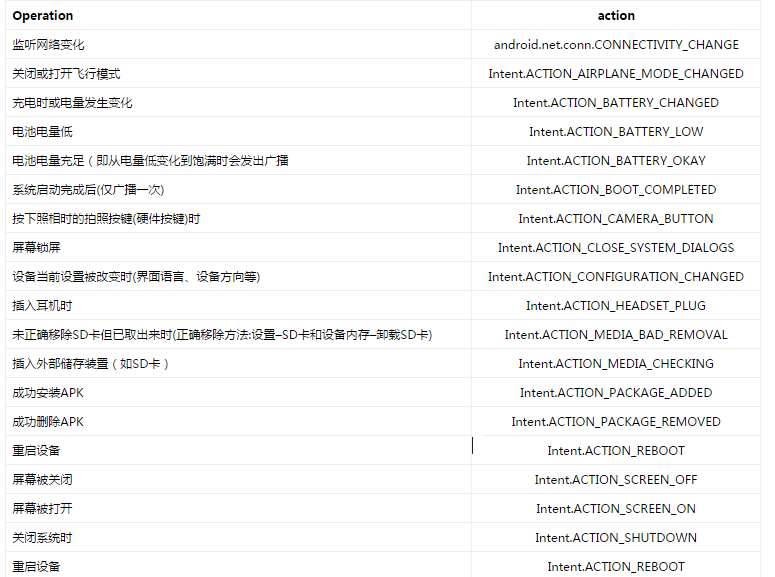 Operation action
监听网络变化 android.net.conn.CONNECTIVITY_CHANGE
关闭或打开飞行模式 Intent.ACTION_AIRPLANE_MODE_CHANGED
充电时或电量发生变化 Intent.ACTION_BATTERY_CHANGED
电池电量低 Intent.ACTION_BATTERY_LOW
电池电量充足（即从电量低变化到饱满时会发出广播 Intent.ACTION_BATTERY_OKAY
系统启动完成后(仅广播一次) Intent.ACTION_BOOT_COMPLETED
按下照相时的拍照按键(硬件按键)时 Intent.ACTION_CAMERA_BUTTON
屏幕锁屏 Intent.ACTION_CLOSE_SYSTEM_DIALOGS
设备当前设置被改变时(界面语言、设备方向等) Intent.ACTION_CONFIGURATION_CHANGED
插入耳机时 Intent.ACTION_HEADSET_PLUG
未正确移除SD卡但已取出来时(正确移除方法:设置–SD卡和设备内存–卸载SD卡) Intent.ACTION_MEDIA_BAD_REMOVAL
插入外部储存装置（如SD卡） Intent.ACTION_MEDIA_CHECKING
成功安装APK Intent.ACTION_PACKAGE_ADDED
成功删除APK Intent.ACTION_PACKAGE_REMOVED
重启设备 Intent.ACTION_REBOOT
屏幕被关闭 Intent.ACTION_SCREEN_OFF
屏幕被打开 Intent.ACTION_SCREEN_ON
关闭系统时 Intent.ACTION_SHUTDOWN
重启设备 Intent.ACTION_REBOOT